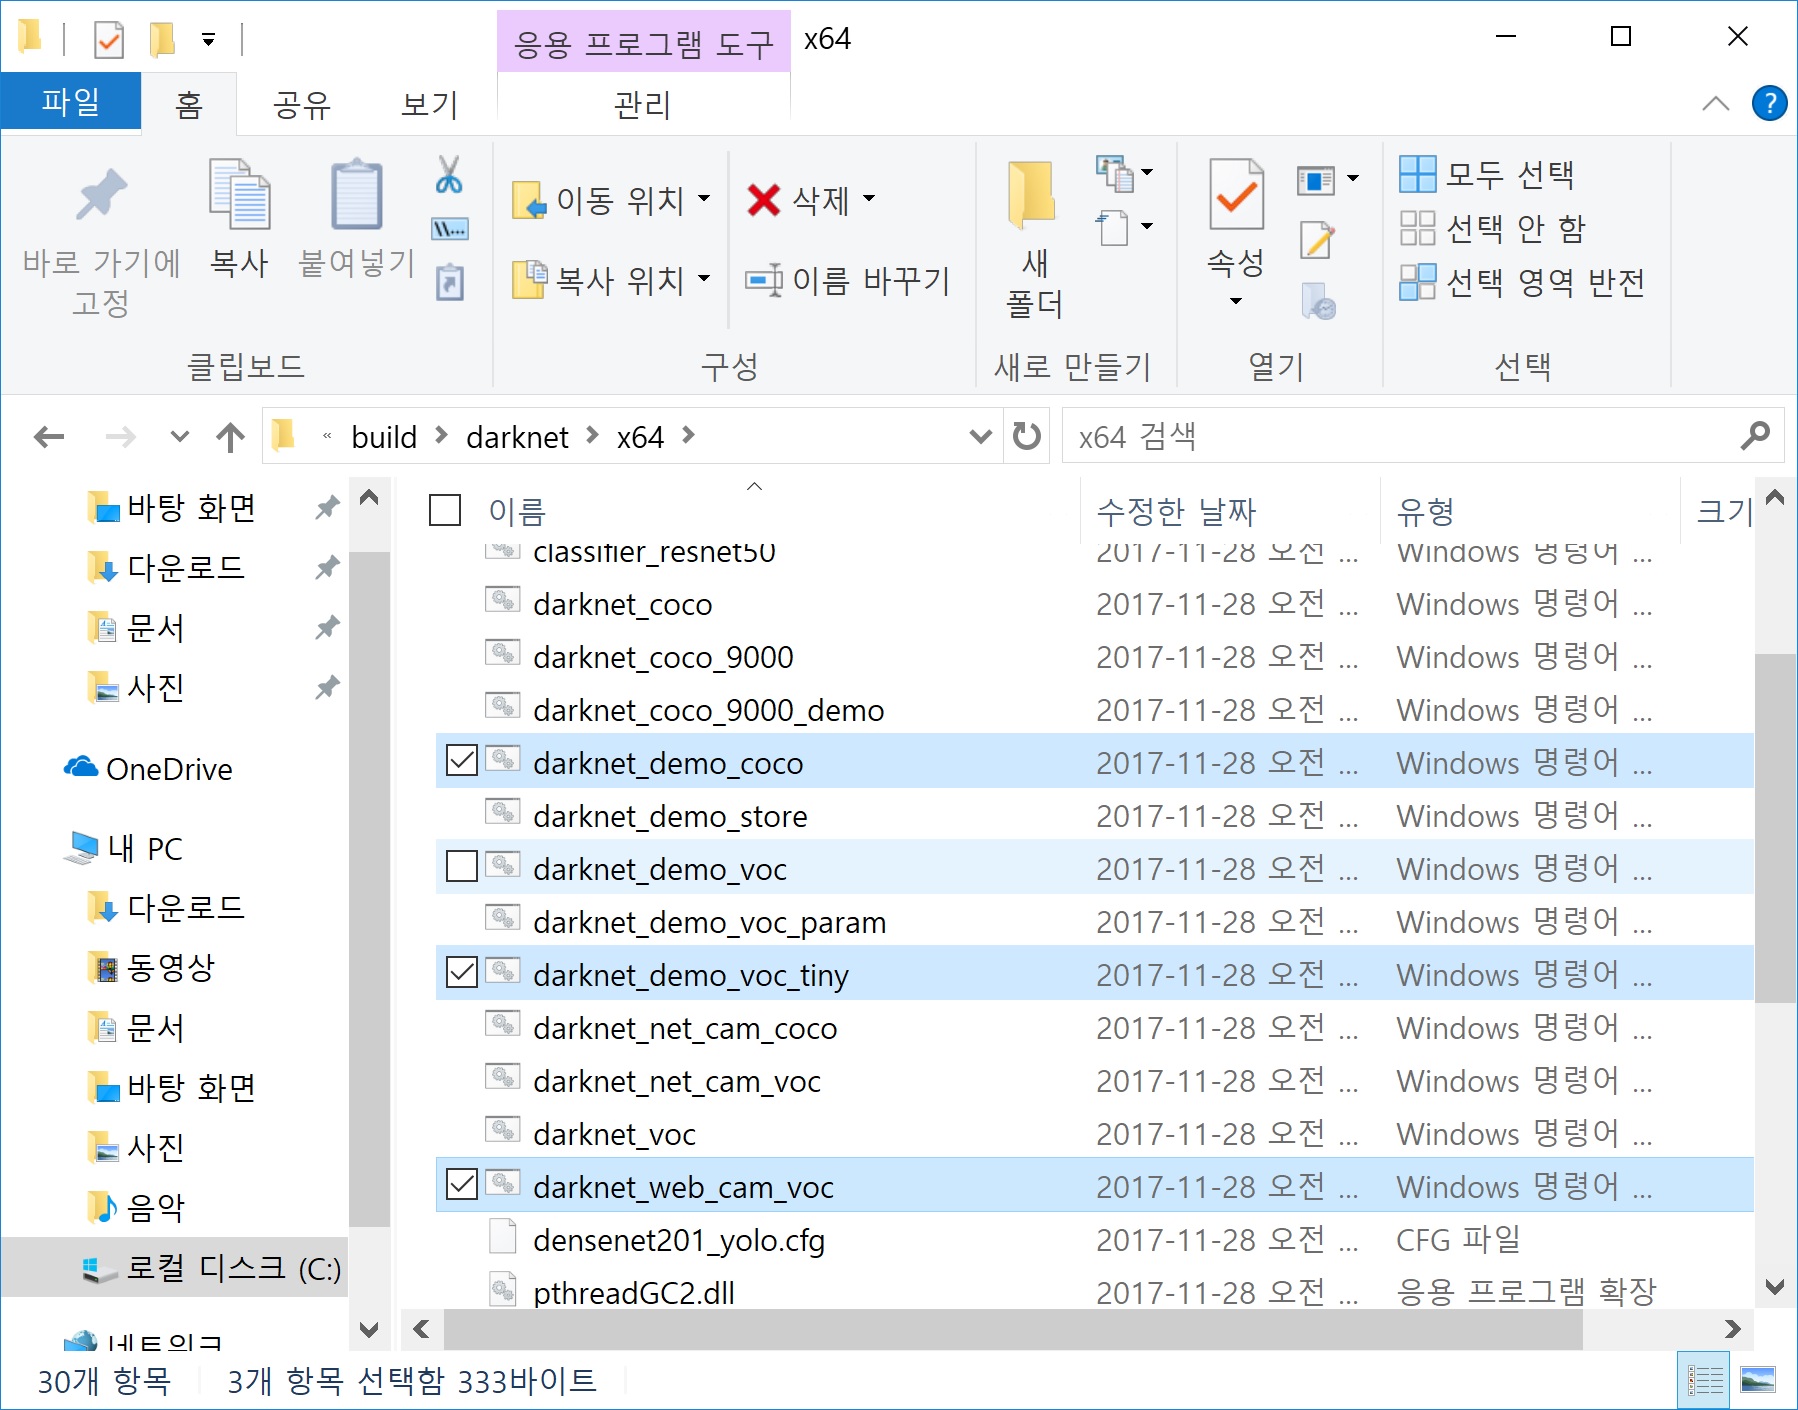 응용 프로그램 도구
x64
파일
홈
공유
보기
관리
?
바로 가기에
고정
복사
붙여넣기
클립보드
이동 위치
복사 위치
삭제
이름 바꾸기
구성
새
폴더
새로 만들기
속성
열기
모두 선택
선택 안 함
선택 영역 반전
선택
« build > darknet > x64 >
x64 검색
바탕 화면
다운로드
문서
사진
OneDrive
내 PC
다운로드
동영상
문서
바탕 화면
사진
음악
로컬 디스크 (C:)
네트워크
이름 수정한 날짜 유형 크기
classifier_resnet50 2017-11-28 오전 ... Windows 명령어 ...
darknet_coco 2017-11-28 오전 ... Windows 명령어 ...
darknet_coco_9000 2017-11-28 오전 ... Windows 명령어 ...
darknet_coco_9000_demo 2017-11-28 오전 ... Windows 명령어 ...
darknet_demo_coco 2017-11-28 오전 ... Windows 명령어 ...
darknet_demo_store 2017-11-28 오전 ... Windows 명령어 ...
darknet_demo_voc 2017-11-28 오전 ... Windows 명령어 ...
darknet_demo_voc_param 2017-11-28 오전 ... Windows 명령어 ...
darknet_demo_voc_tiny 2017-11-28 오전 ... Windows 명령어 ...
darknet_net_cam_coco 2017-11-28 오전 ... Windows 명령어 ...
darknet_net_cam_voc 2017-11-28 오전 ... Windows 명령어 ...
darknet_voc 2017-11-28 오전 ... Windows 명령어 ...
darknet_web_cam_voc 2017-11-28 오전 ... Windows 명령어 ...
densenet201_yolo.cfg 2017-11-28 오전 ... CFG 파일
pthreadGC2.dll 2017-11-28 오전 ... 응용 프로그램 확장
30개 항목
3개 항목 선택함 333바이트